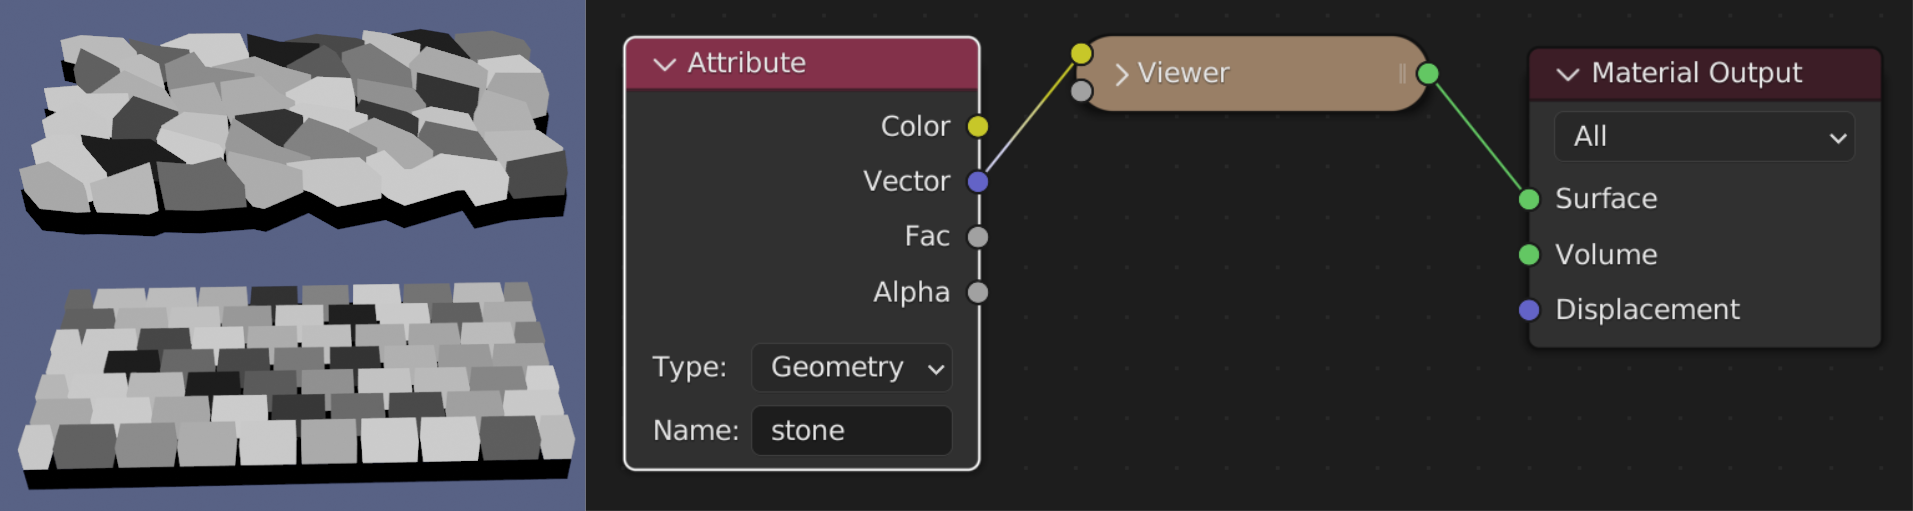 Attribute
Color
Vector
Fac
Alpha
Type: Geometry
Name: stone
Viewer
Material Output
All
Surface
Volume
Displacement